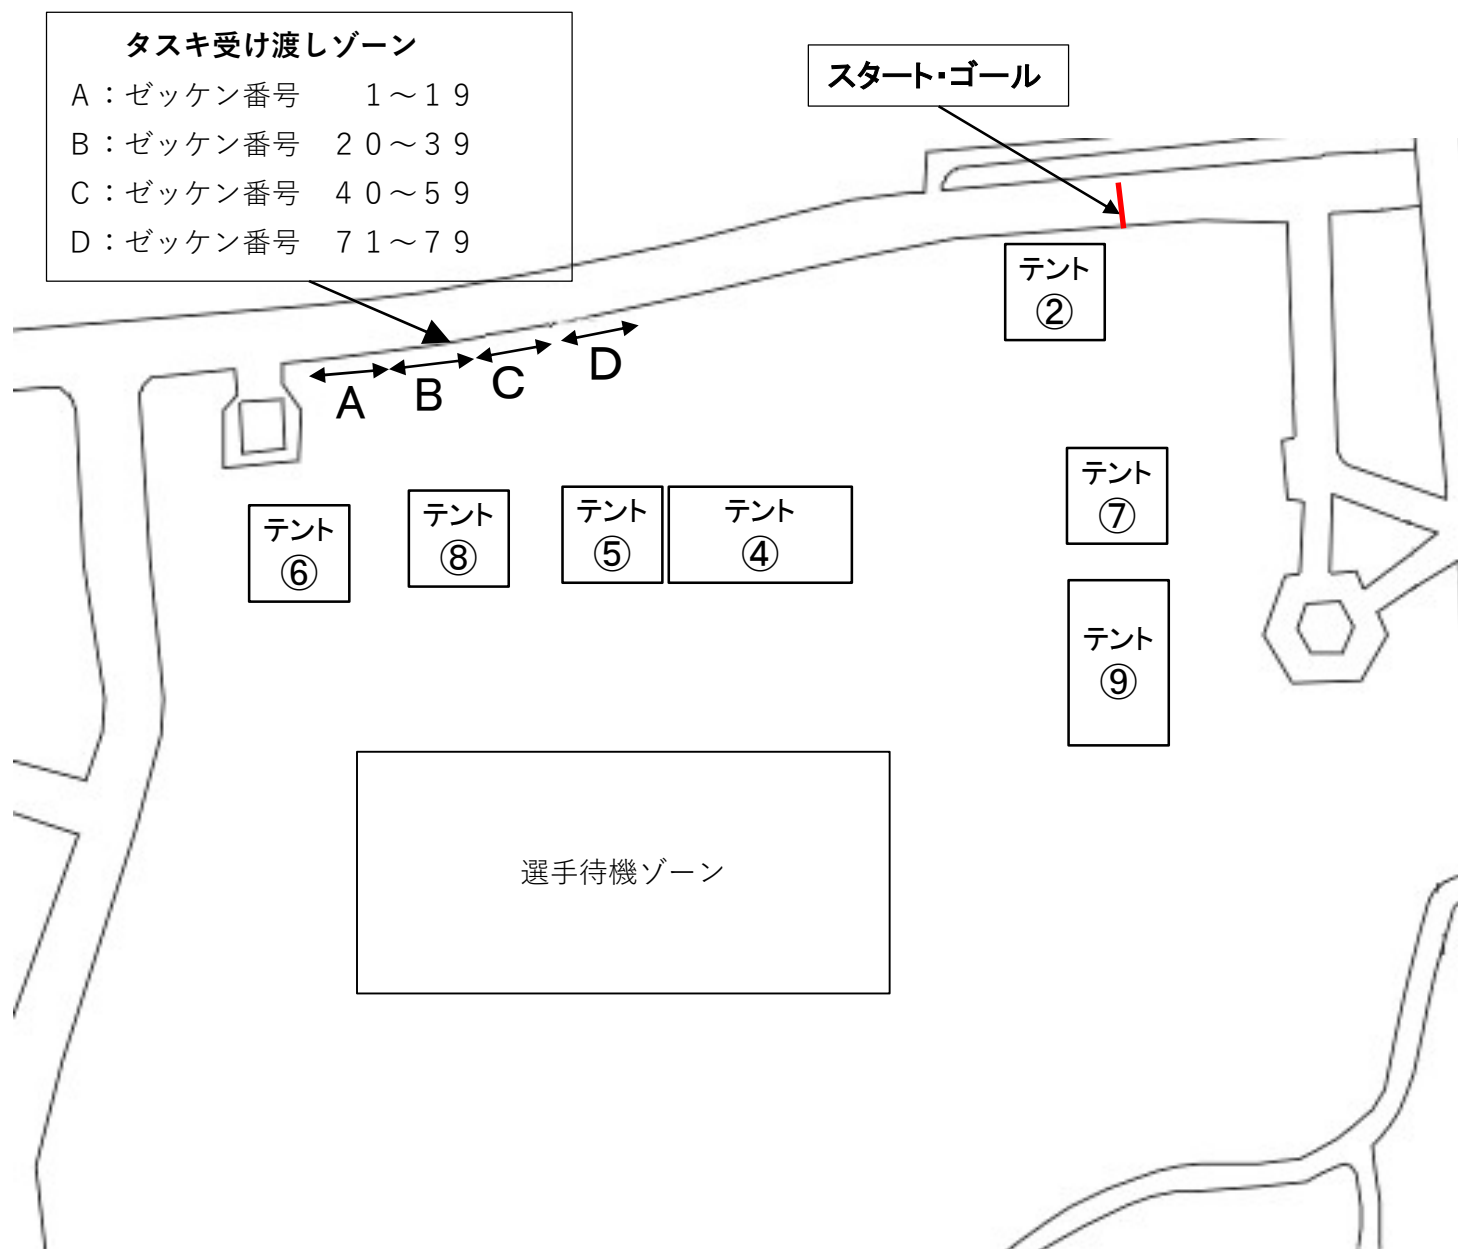 タスキ受け渡しゾーン
A：ゼッケン番号　　１～１９
B：ゼッケン番号　２０～３９
C：ゼッケン番号　４０～５９
D：ゼッケン番号　７１～７９
スタート・ゴール
テント
②
A
B
C
D
テント
⑥
テント
⑧
テント
⑤
テント
④
テント
⑦
テント
⑨
選手待機ゾーン